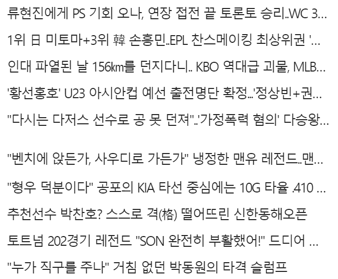 류현진에게 PS 기회 오나, 연장 접전 끝 토론토 승리..WC 3...
1위 日 미토마+3위 韓 손흥민..EPL 찬스메이킹 최상위권 '...
인대 파열된 날 156km를 던지다니.. KBO 역대급 괴물, MLB...
'황선홍호' U23 아시안컵 예선 출전명단 확정...'정상빈+권...
"다시는 다저스 선수로 공 못 던져"..'가정폭력 혐의' 다승왕...
"벤치에 앉든가, 사우디로 가든가" 냉정한 맨유 레전드..맨...
"형우 덕분이다" 공포의 KIA 타선 중심에는 10G 타율 .410 ...
추천선수 박찬호? 스스로 격(格) 떨어뜨린 신한동해오픈
토트넘 202경기 레전드 "SON 완전히 부활했어!" 드디어 ...
"누가 직구를 주나" 거침 없던 박동원의 타격 슬럼프